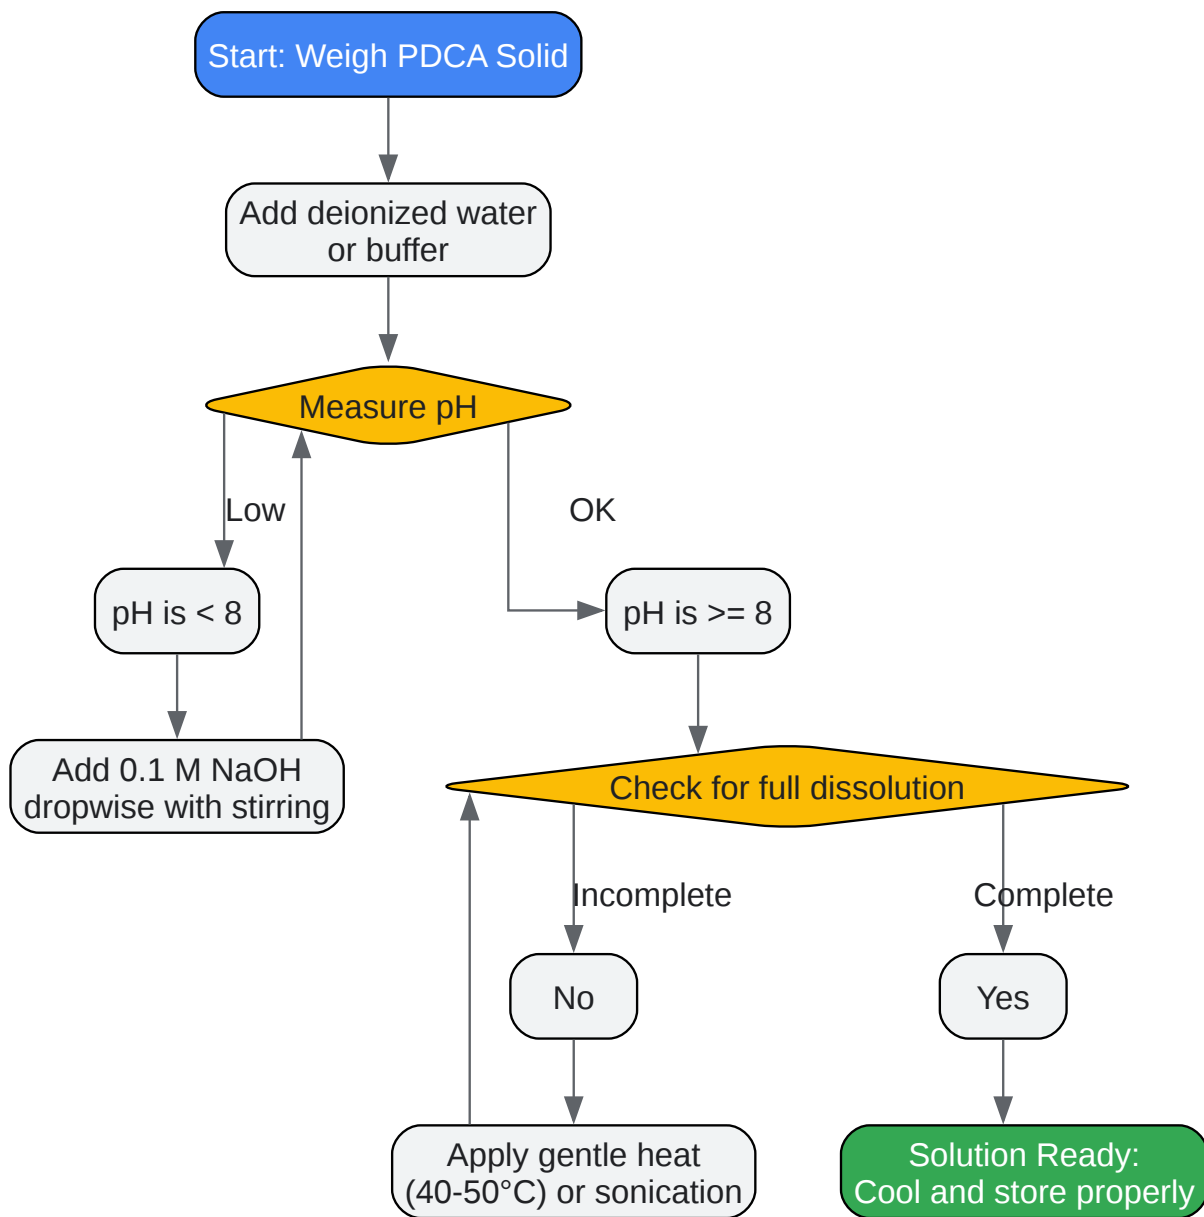 Start: Weigh PDCA Solid
Add deionized water
or buffer
Measure pH
Low
OK
pH is < 8
pH is >= 8
Add 0.1 M NaOH
dropwise with stirring
Check for full dissolution
Incomplete
Complete
No
Yes
Apply gentle heat
(40-50°C) or sonication
Solution Ready:
Cool and store properly